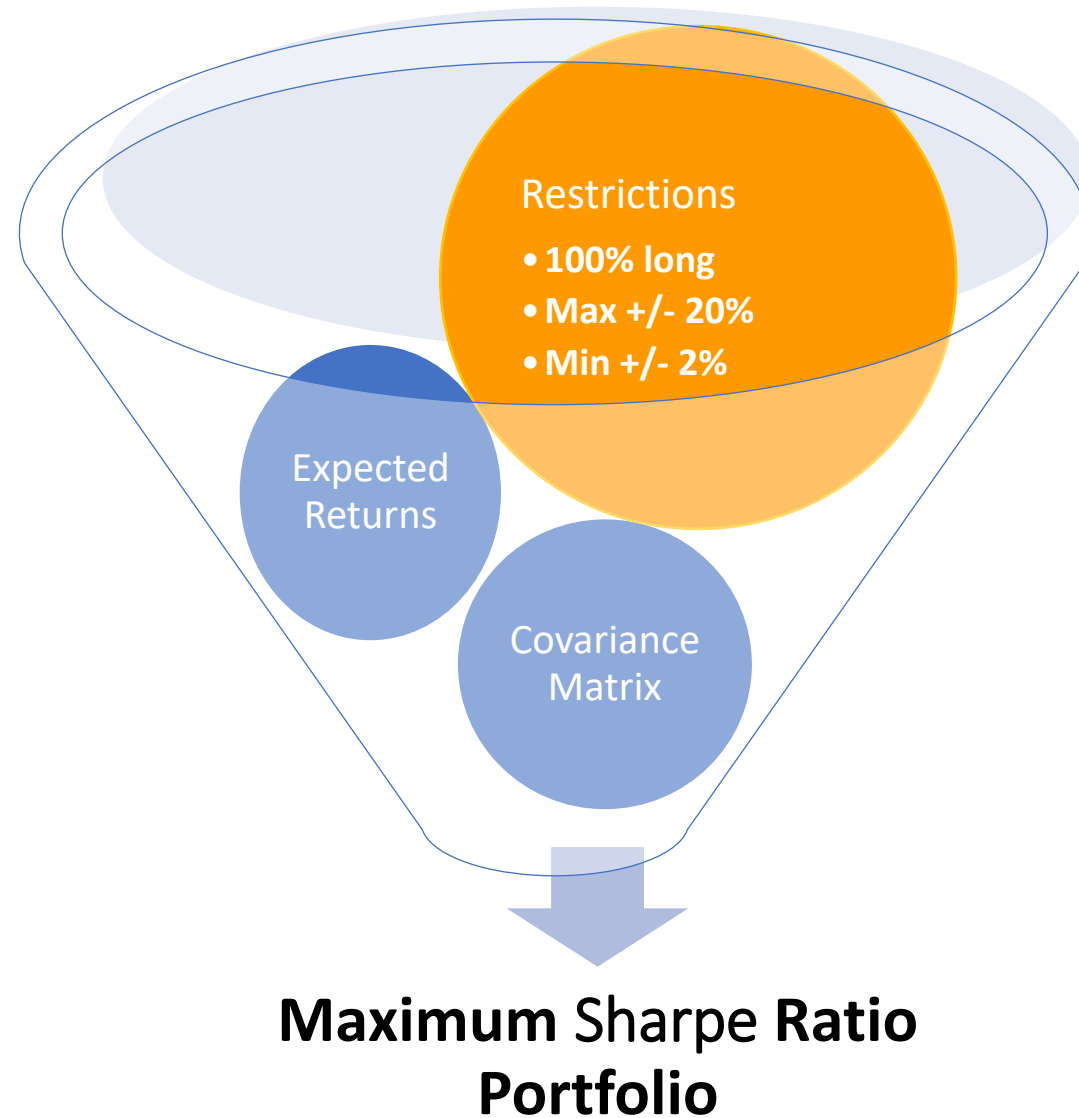 Restrictions
• 100% long
• Max +/- 20%
• Min +/- 2%
Expected
Returns
Covariance
Matrix
Maximum Sharpe Ratio
Portfolio